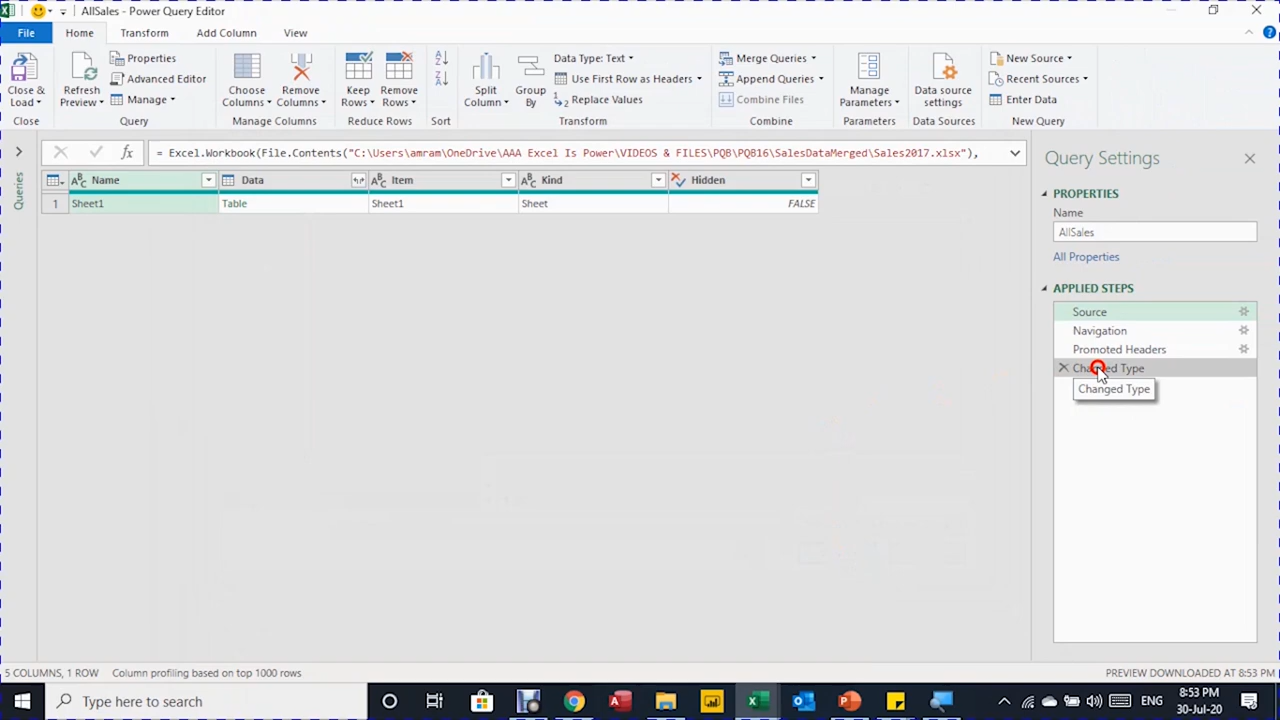 AllSales - Power Query Editor
File
Home
Transform
Add Column
View
Close & Load
Close
Refresh Preview
Properties
Advanced Editor
Manage
Query
Choose Columns
Remove Columns
Manage Columns
Keep Rows
Remove Rows
Reduce Rows
Sort
Split Column
Group By
Data Type: Text
Use First Row as Headers
Replace Values
Transform
Merge Queries
Append Queries
Combine Files
Combine
Manage Parameters
Parameters
Data source settings
Data Sources
New Source
Recent Sources
Enter Data
New Query
Queries
fx
= Excel.Workbook(File.Contents("C:\Users\amram\OneDrive\AAA Excel Is Power\VIDEOS & FILES\PQB\PQB16\SalesDataMerged\Sales2017.xlsx"),
Name Data Item Kind Hidden
1 Sheet1 Table Sheet1 Sheet FALSE
Query Settings
PROPERTIES
Name
AllSales
All Properties
APPLIED STEPS
Source
Navigation
Promoted Headers
Changed Type
Changed Type
5 COLUMNS, 1 ROW Column profiling based on top 1000 rows
PREVIEW DOWNLOADED AT 8:53 PM
Type here to search
ENG
8:53 PM
30-Jul-20